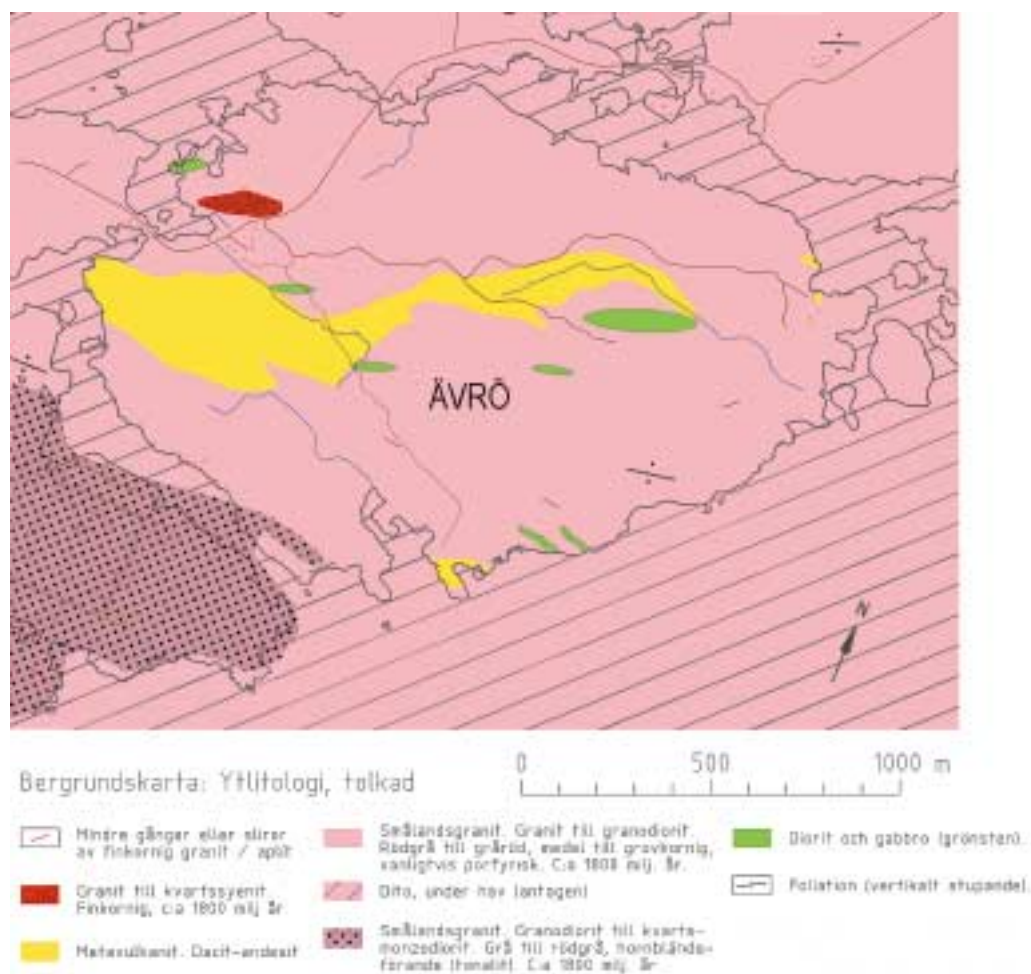 ÄVRÖ
N
Bergrundskarta: Ytlitologi, tolkad
0 500 1000 m
Mindre gångar eller sliror
av finkornig granit / aplit
Granit till kvartssyenit.
Finkornig, c:a 1800 milj år
Metavulkanit. Dacit-andesit
Smålandsgranit. Granit till granodiorit.
Rödgrå till gråröd, medel till grovkornig,
vanligtvis porfyrisk. C:a 1800 milj. år.
Dito, under hav (antagen)
Smålandsgranit. Granodiorit till kvarts-
monzodiorit. Grå till rödgrå, hornblände-
förande (tonalit). C:a 1800 milj. år
Diorit och gabbro (grönsten).
Foliation (vertikalt stupande).